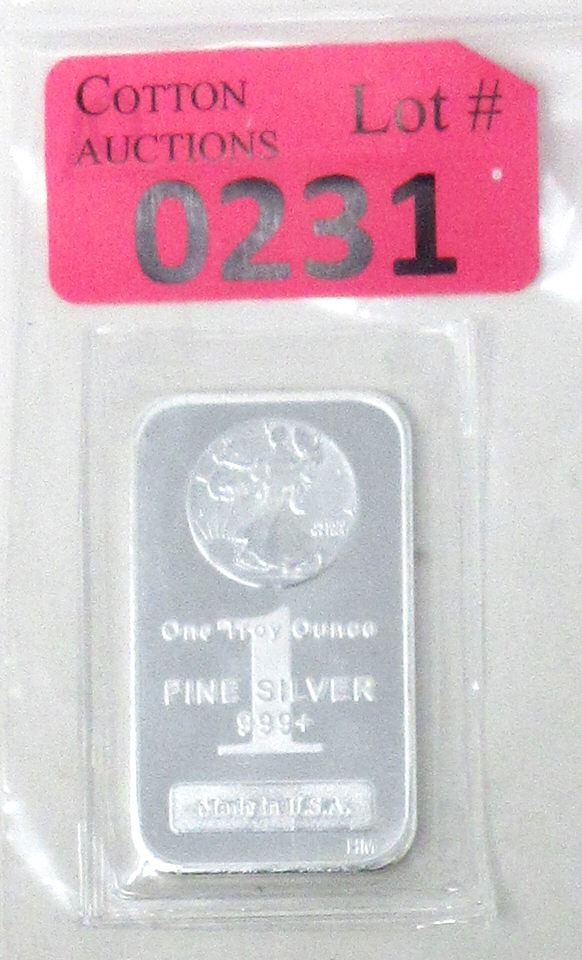 COTTON
AUCTIONS
Lot #
0231
One Troy Ounce
1
FINE SILVER
999+
Made in U.S.A.
HM